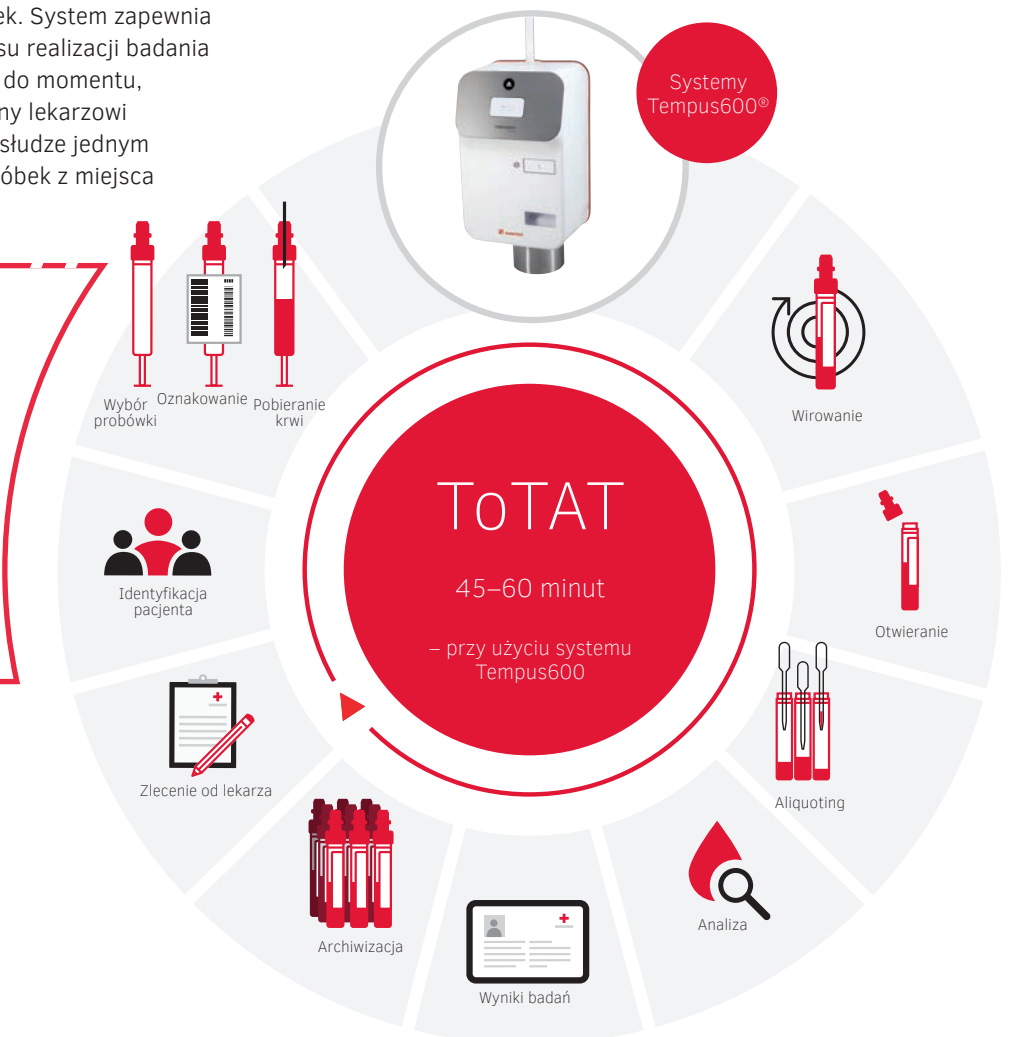 ek. System zapewnia
su realizacji badania
do momentu,
ny lekarzowi
słudze jednym
óbek z miejsca
Systemy
Tempus600®
Wybór
probówki
Oznakowanie
Pobieranie
krwi
Wirowanie
Identyfikacja
pacjenta
Otwieranie
ToTAT
45–60 minut
– przy użyciu systemu
Tempus600
Zlecenie od lekarza
Aliquoting
Archiwizacja
Analiza
Wyniki badań